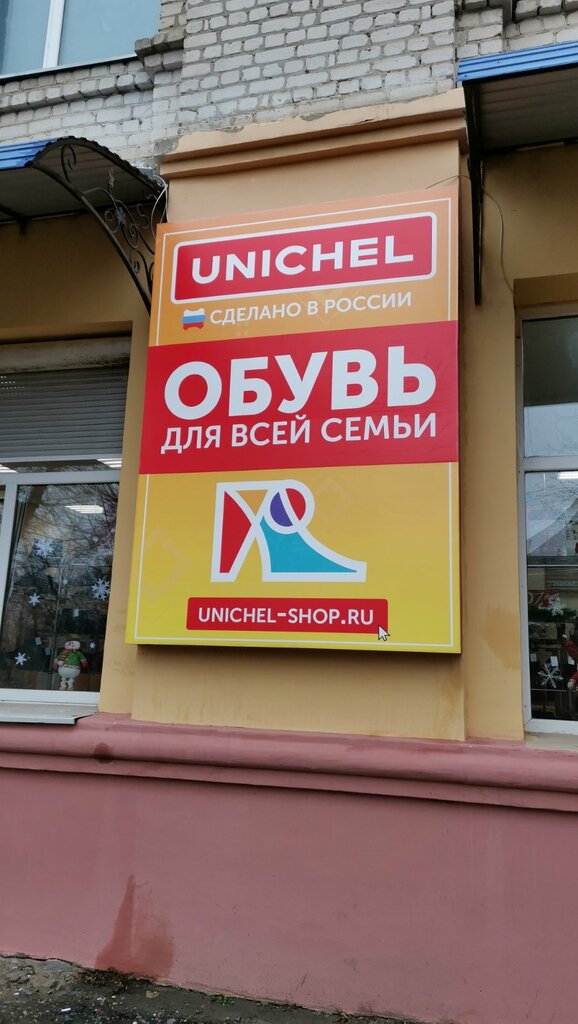 UNICHEL
СДЕЛАНО В РОССИИ
ОБУВЬ
ДЛЯ ВСЕЙ СЕМЬИ
UNICHEL-SHOP.RU